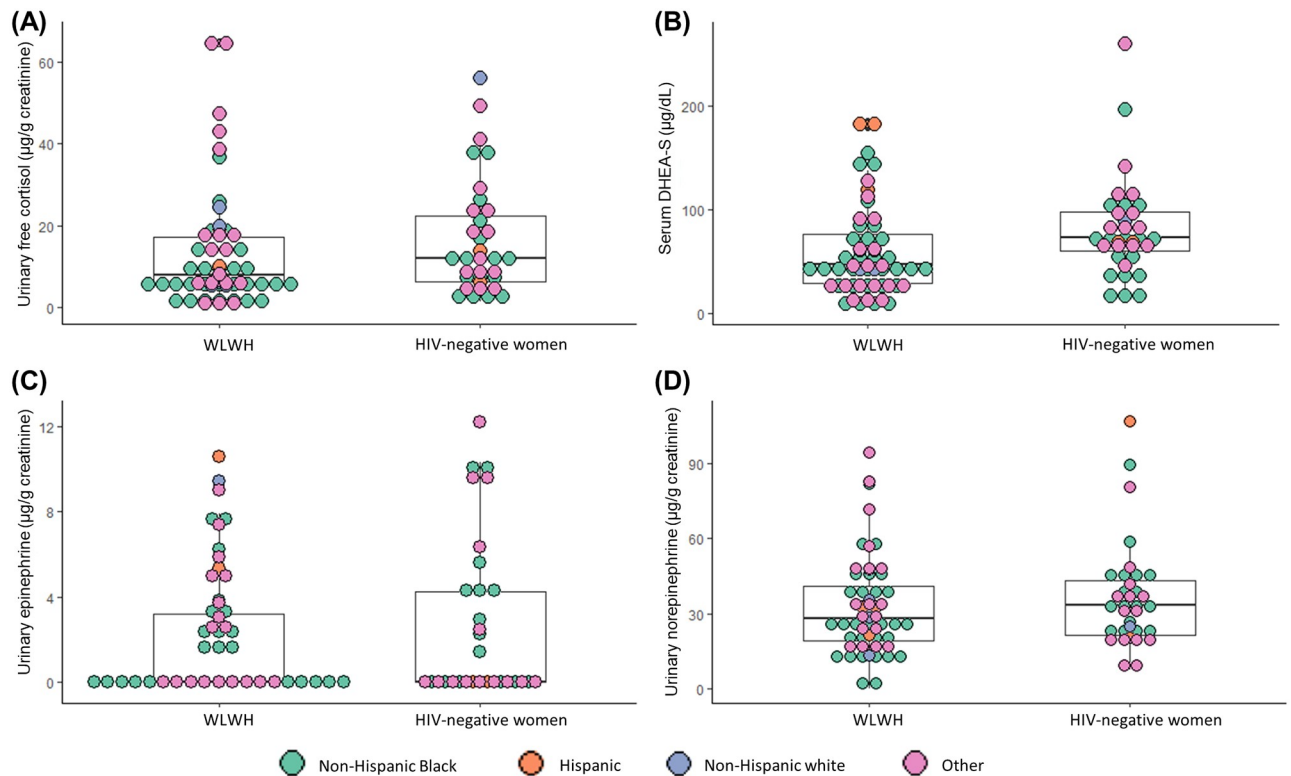 (A)
Urinary free cortisol (µg/g creatinine)
60
40
20
0
WLWH
HIV-negative women
(B)
Serum DHEA-S (µg/dL)
200
100
0
WLWH
HIV-negative women
(C)
Urinary epinephrine (µg/g creatinine)
12
8
4
0
WLWH
HIV-negative women
(D)
Urinary norepinephrine (µg/g creatinine)
90
60
30
0
WLWH
HIV-negative women
Non-Hispanic Black
Hispanic
Non-Hispanic white
Other